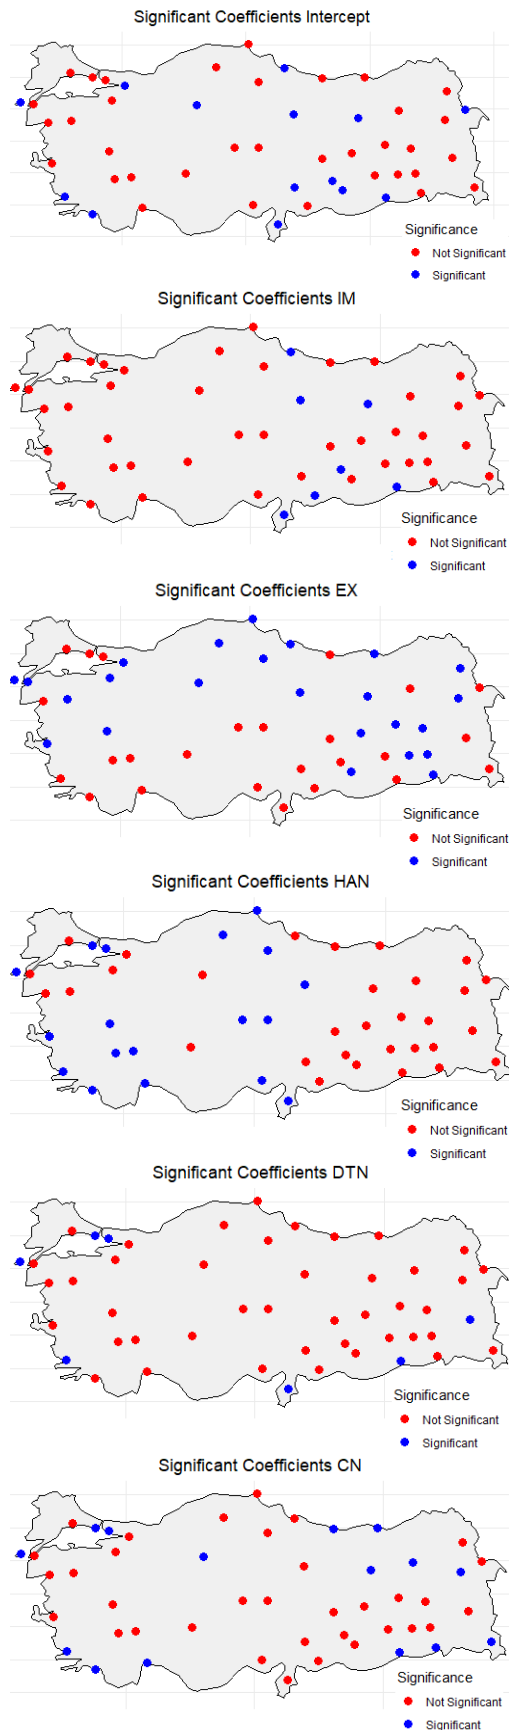 Significant Coefficients Intercept
Significance
Not Significant
Significant
Significant Coefficients IM
Significance
Not Significant
Significant
Significant Coefficients EX
Significance
Not Significant
Significant
Significant Coefficients HAN
Significance
Not Significant
Significant
Significant Coefficients DTN
Significance
Not Significant
Significant
Significant Coefficients CN
Significance
Not Significant
Significant